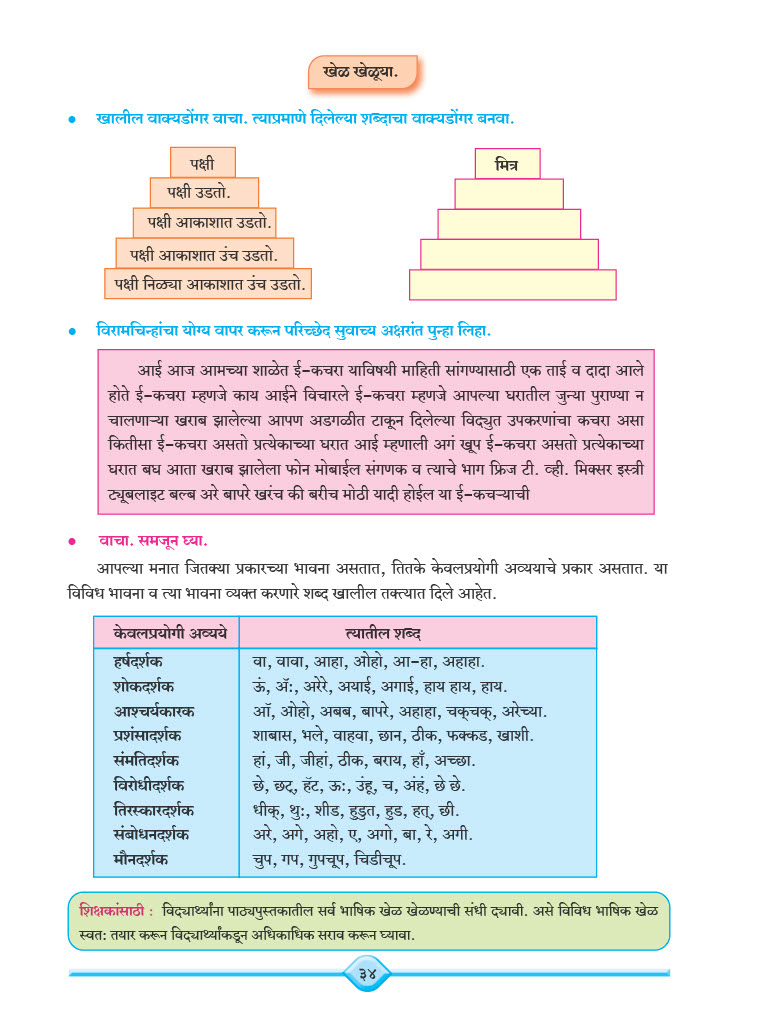 खेळ खेळूया.
• खालील वाक्यडोंगर वाचा. त्याप्रमाणे दिलेल्या शब्दाचा वाक्यडोंगर बनवा.
पक्षी
पक्षी उडतो.
पक्षी आकाशात उडतो.
पक्षी आकाशात उंच उडतो.
पक्षी निळ्या आकाशात उंच उडतो.
मित्र
• विरामचिन्हांचा योग्य वापर करून परिच्छेद सुवाच्य अक्षरांत पुन्हा लिहा.
आई आज आमच्या शाळेत ई-कचरा याविषयी माहिती सांगण्यासाठी एक ताई व दादा आले
होते ई-कचरा म्हणजे काय आईने विचारले ई-कचरा म्हणजे आपल्या घरातील जुन्या पुराण्या न
चालणाऱ्या खराब झालेल्या आपण अडगळीत टाकून दिलेल्या विद्युत उपकरणांचा कचरा असा
कितीसा ई-कचरा असतो प्रत्येकाच्या घरात आई म्हणाली अगं खूप ई-कचरा असतो प्रत्येकाच्या
घरात बघ आता खराब झालेला फोन मोबाईल संगणक व त्याचे भाग फ्रिज टी. व्ही. मिक्सर इस्त्री
ट्यूबलाइट बल्ब अरे बापरे खरंच की बरीच मोठी यादी होईल या ई-कचऱ्याची
• वाचा. समजून घ्या.
आपल्या मनात जितक्या प्रकारच्या भावना असतात, तितके केवलप्रयोगी अव्ययाचे प्रकार असतात. या
विविध भावना व त्या भावना व्यक्त करणारे शब्द खालील तक्त्यात दिले आहेत.
केवलप्रयोगी अव्यये त्यातील शब्द
हर्षदर्शक वा, वावा, आहा, ओहो, आ-हा, अहाहा.
शोकदर्शक ऊं, अ‍ॅ:, अरेरे, अयाई, अगाई, हाय हाय, हाय.
आश्चर्यकारक ऑ, ओहो, अबब, बापरे, अहाहा, चक्‌चक्, अरेच्या.
प्रशंसादर्शक शाबास, भले, वाहवा, छान, ठीक, फक्कड, खाशी.
संमतिदर्शक हां, जी, जीहां, ठीक, बराय, हाँ, अच्छा.
विरोधीदर्शक छे, छट्, हॅट, ऊ:, उंहू, च, अंहं, छे छे.
तिरस्कारदर्शक धीक्, थु:, शीड, हुडुत, हुड, हत्, छी.
संबोधनदर्शक अरे, अगे, अहो, ए, अगो, बा, रे, अगी.
मौनदर्शक चुप, गप, गुपचूप, चिडीचूप.
शिक्षकांसाठी : विद्यार्थ्यांना पाठ्यपुस्तकातील सर्व भाषिक खेळ खेळण्याची संधी द्यावी. असे विविध भाषिक खेळ
स्वत: तयार करून विद्यार्थ्यांकडून अधिकाधिक सराव करून घ्यावा.
३४